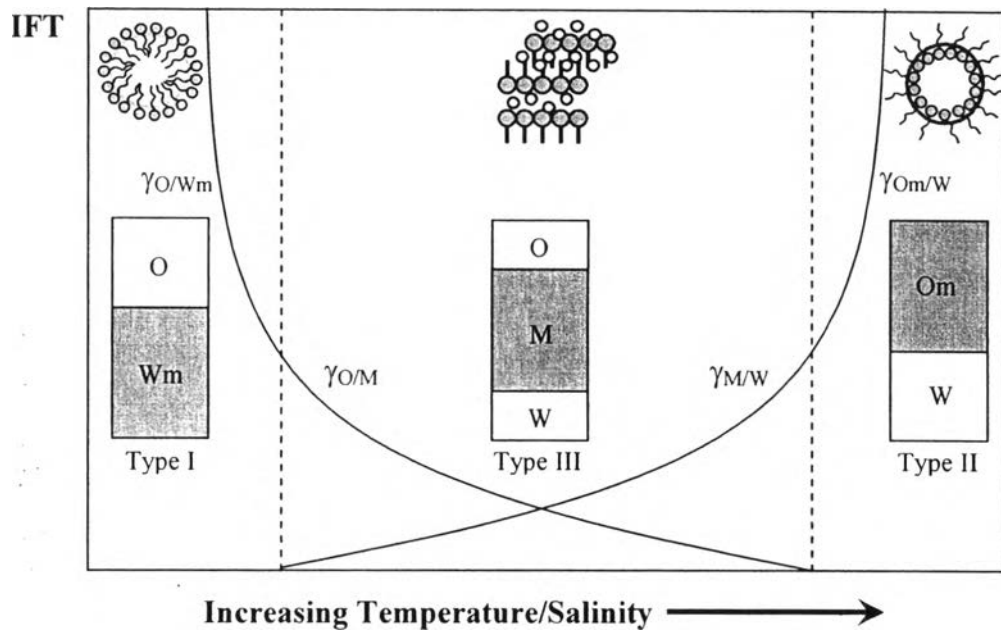 IFT
γO/Wm
γOm/W
O
Wm
Type I
γO/M
O
M
W
Type III
γM/W
Om
W
Type II
Increasing Temperature/Salinity